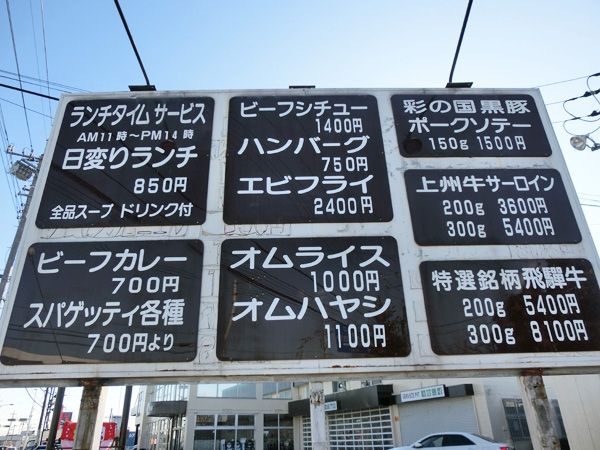 ランチタイム サービス
AM11時~PM14時
日変りランチ
850円
全品スープ ドリンク付
ビーフシチュー
1400円
ハンバーグ
750円
エビフライ
2400円
彩の国黒豚
ポークソテー
150g 1500円
上州牛サーロイン
200g 3600円
300g 5400円
ビーフカレー
700円
スパゲッティ各種
700円より
オムライス
1000円
オムハヤシ
1100円
特選銘柄飛騨牛
200g 5400円
300g 8100円